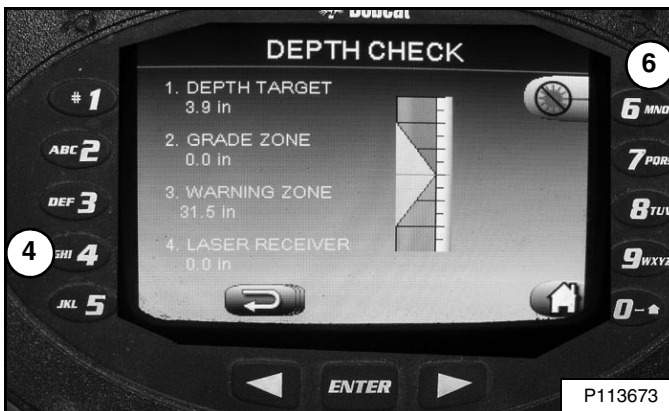 Bobcat
DEPTH CHECK
1. DEPTH TARGET
3.9 in
2. GRADE ZONE
0.0 in
3. WARNING ZONE
31.5 in
4. LASER RECEIVER
0.0 in
# 1
ABC 2
DEF 3
4
GHI 4
JKL 5
6
6 MNO
7 PQRS
8 TUV
9 WXYZ
0-
ENTER
P113673